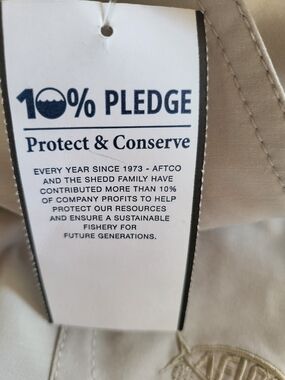 10% PLEDGE
Protect & Conserve
EVERY YEAR SINCE 1973 - AFTCO
AND THE SHEDD FAMILY HAVE
CONTRIBUTED MORE THAN 10%
OF COMPANY PROFITS TO HELP
PROTECT OUR RESOURCES
AND ENSURE A SUSTAINABLE
FISHERY FOR
FUTURE GENERATIONS.